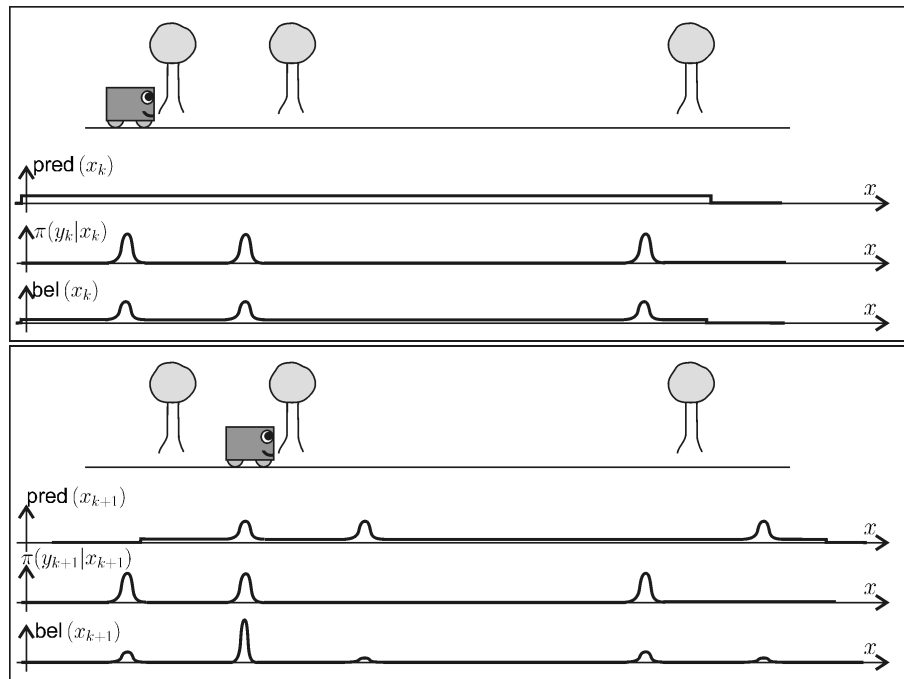 pred (x_k)
x
π(y_k|x_k)
x
bel (x_k)
x
pred (x_{k+1})
x
π(y_{k+1}|x_{k+1})
x
bel (x_{k+1})
x